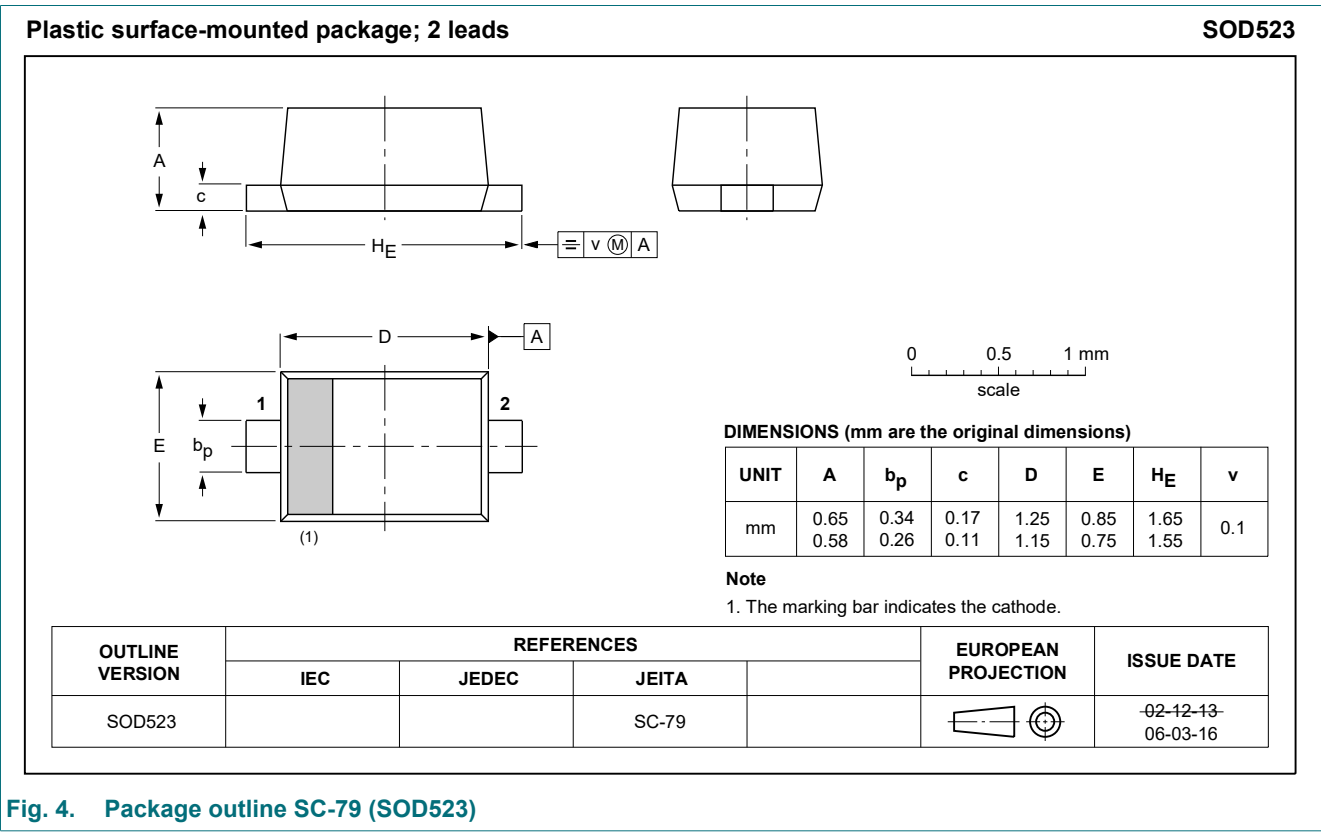 Plastic surface-mounted package; 2 leads SOD523
A
c
HE
v M A
D
A
1
2
E
bp
(1)
0 0.5 1 mm
scale
DIMENSIONS (mm are the original dimensions)
UNIT A bp c D E HE v
mm 0.65 0.34 0.17 1.25 0.85 1.65 0.1
0.58 0.26 0.11 1.15 0.75 1.55
Note
1. The marking bar indicates the cathode.
OUTLINE VERSION REFERENCES EUROPEAN PROJECTION ISSUE DATE
IEC JEDEC JEITA
SOD523 SC-79 02-12-13
06-03-16
Fig. 4. Package outline SC-79 (SOD523)